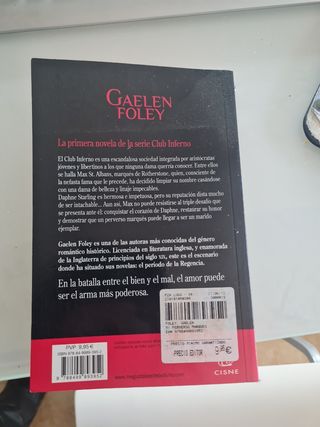 GAELEN
FOLEY
La primera novela de la serie Club Inferno
El Club Inferno es una escandalosa sociedad integrada por aristócratas
jóvenes y libertinos a los que ninguna dama querría conocer. Entre ellos
se halla Max St. Albans, marqués de Rotherstone, quien, consciente de
la nefasta fama que le precede, ha decidido limpiar su nombre casándose
con una dama de belleza y linaje impecables.
Daphne Starling es hermosa e impetuosa, pero su reputación dista mucho
de ser intachable... Aun así, Max no puede resistirse al triple desafío que
se presenta ante él: conquistar el corazón de Daphne, restaurar su honor
y demostrar que un perverso marqués puede llegar a ser un marido
ejemplar.
Gaelen Foley es una de las autoras más conocidas del género
romántico histórico. Licenciada en literatura inglesa, y enamorada
de la Inglaterra de principios del siglo XIX, este es el escenario
donde ha situado sus novelas: el período de la Regencia.
En la batalla entre el bien y el mal, el amor puede
ser el arma más poderosa.
PVP: 9,95 €
FOLEY, GAELEN
MI PERVERSO MARQUES
PRECIO EDITOR
9,95€
CISNE